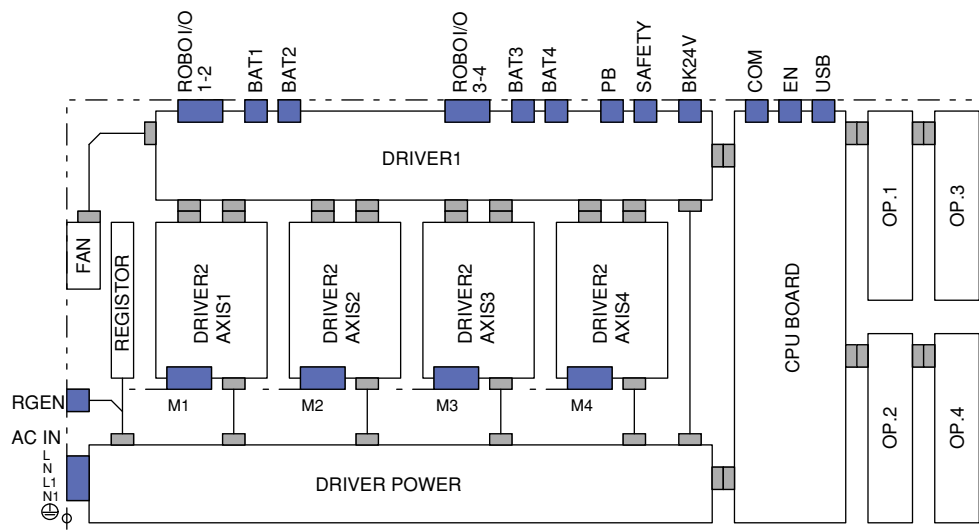 ROBO I/O
1-2
BAT1
BAT2
ROBO I/O
3-4
BAT3
BAT4
PB
SAFETY
BK24V
COM
EN
USB
DRIVER1
OP.1
OP.3
FAN
REGISTOR
DRIVER2
AXIS1
DRIVER2
AXIS2
DRIVER2
AXIS3
DRIVER2
AXIS4
CPU BOARD
RGEN
M1
M2
M3
M4
OP.2
OP.4
AC IN
L
N
L1
N1
DRIVER POWER